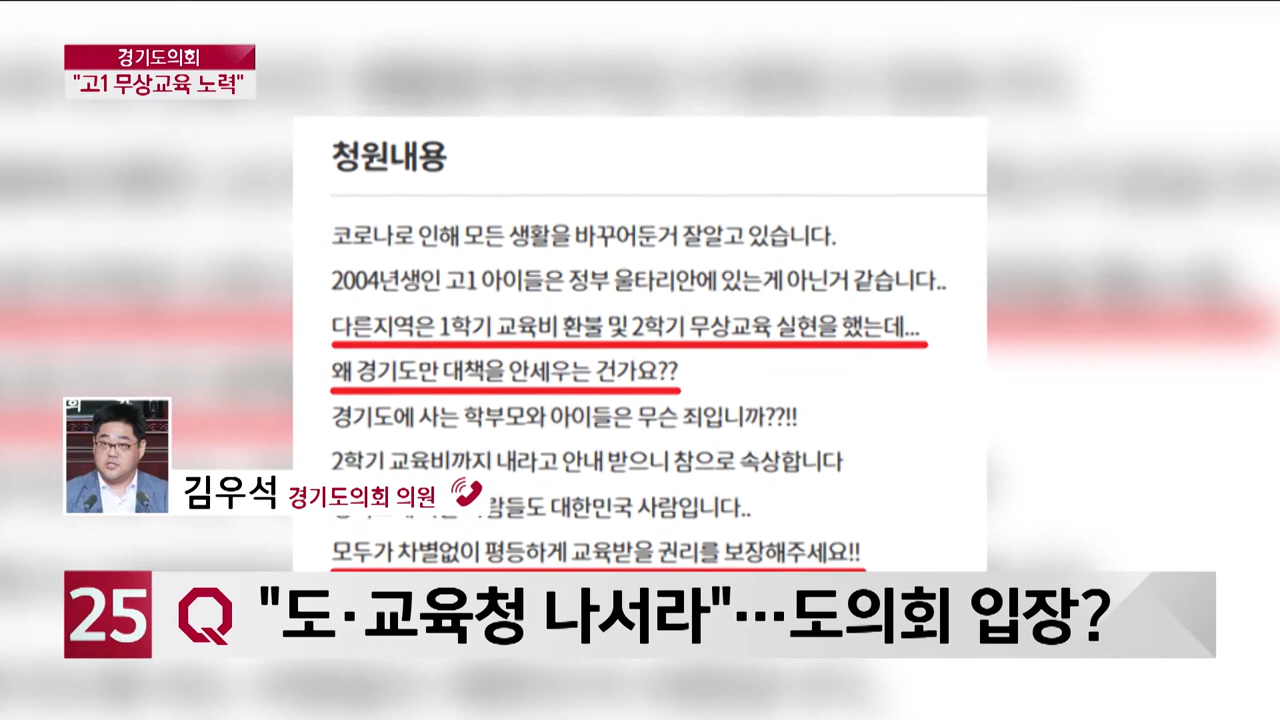 경기도의회
"고1 무상교육 노력"
청원내용
코로나로 인해 모든 생활을 바꾸어둔거 잘알고 있습니다.
2004년생인 고1 아이들은 정부 울타리안에 있는게 아닌거 같습니다..
다른지역은 1학기 교육비 환불 및 2학기 무상교육 실현을 했는데...
왜 경기도만 대책을 안세우는 건가요??
경기도에 사는 학부모와 아이들은 무슨 죄입니까??!!
2학기 교육비까지 내라고 안내 받으니 참으로 속상합니다
람들도 대한민국 사람입니다..
모두가 차별없이 평등하게 교육받을 권리를 보장해주세요!!
김우석 경기도의회 의원
25 Q "도·교육청 나서라"…도의회 입장?